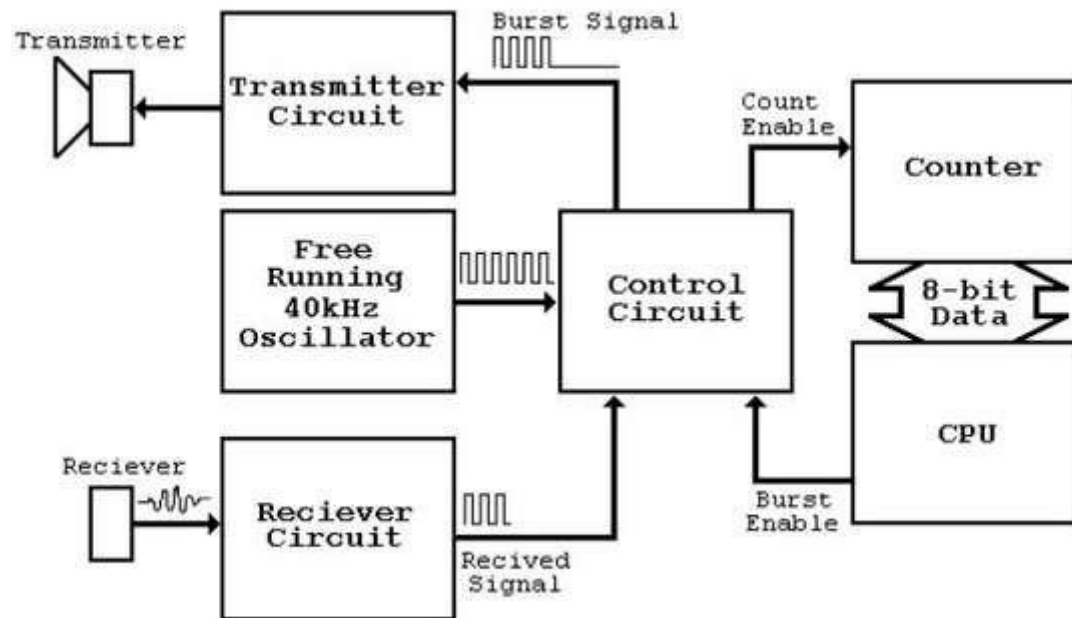 Transmitter
Transmitter
Circuit
Burst Signal
Count
Enable
Counter
Free
Running
40kHz
Oscillator
Control
Circuit
8-bit
Data
CPU
Reciever
Reciever
Circuit
Recived
Signal
Burst
Enable